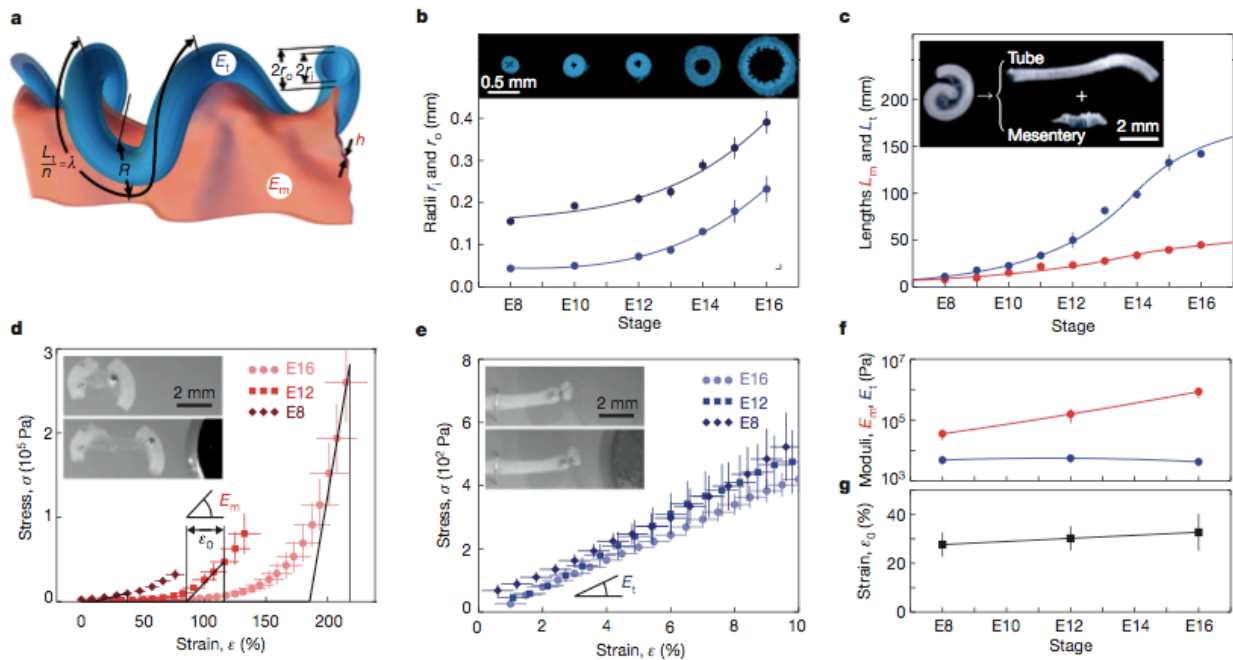 a
E_t
2r_o 2r_i
h
L_t/n = λ
R
E_m
b
0.5 mm
Radii r_i and r_o (mm)
0.4
0.3
0.2
0.1
0.0
E8 E10 E12 E14 E16
Stage
c
Lengths L_m and L_t (mm)
200
150
100
50
0
Tube
+
Mesentery
2 mm
E8 E10 E12 E14 E16
Stage
d
Stress, σ (10^5 Pa)
3
2
1
0
2 mm
E16
E12
E8
E_m
ε_0
0 50 100 150 200
Strain, ε (%)
e
Stress, σ (10^2 Pa)
8
6
4
2
0
2 mm
E16
E12
E8
E_t
0 2 4 6 8 10
Strain, ε (%)
f
Moduli, E_m, E_t (Pa)
10^7
10^5
10^3
g
Strain, ε_0 (%)
40
20
0
E8 E10 E12 E14 E16
Stage